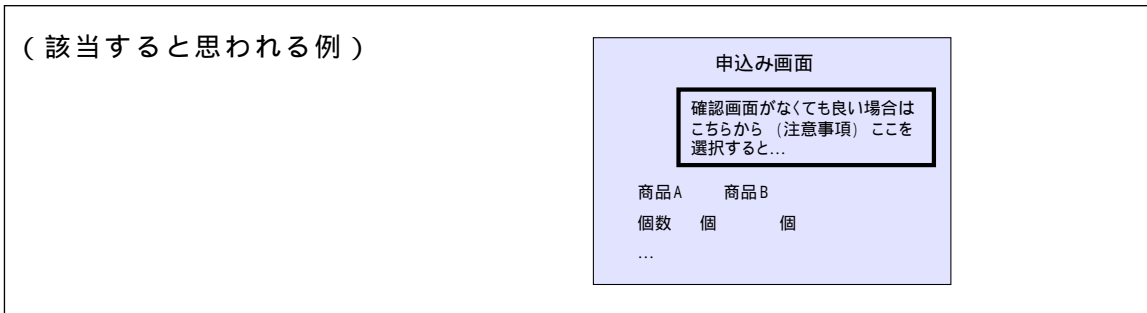 (該当すると思われる例)
申込み画面
確認画面がなくても良い場合は
こちらから (注意事項) ここを
選択すると…
商品A 商品B
個数 個 個
…